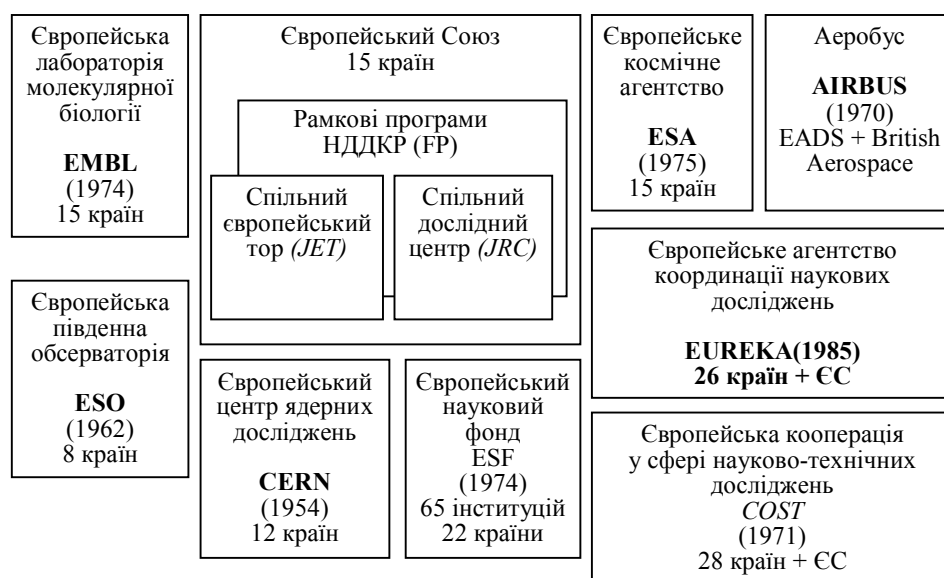 Європейська
лабораторія
молекулярної
біології
EMBL
(1974)
15 країн
Європейський Союз
15 країн
Рамкові програми
НДДКР (FP)
Спільний
європейський
тор (JET)
Спільний
дослідний
центр (JRC)
Європейське
космічне
агентство
ESA
(1975)
15 країн
Аеробус
AIRBUS
(1970)
EADS + British
Aerospace
Європейська
південна
обсерваторія
ESO
(1962)
8 країн
Європейський
центр ядерних
досліджень
CERN
(1954)
12 країн
Європейський
науковий
фонд
ESF
(1974)
65 інституцій
22 країни
Європейське агентство
координації наукових
досліджень
EUREKA(1985)
26 країн + ЄС
Європейська кооперація
у сфері науково-технічних
досліджень
COST
(1971)
28 країн + ЄС